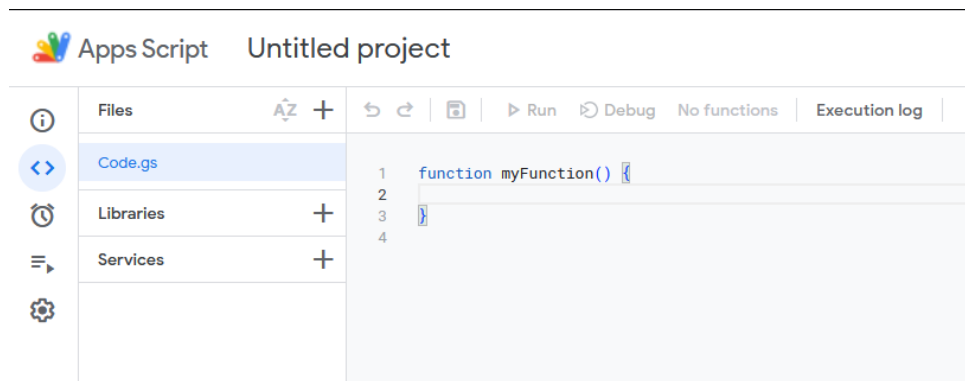 Apps Script Untitled project
Files AZ
Run Debug No functions Execution log
Code.gs
Libraries
Services
1 function myFunction() {
2
3 }
4